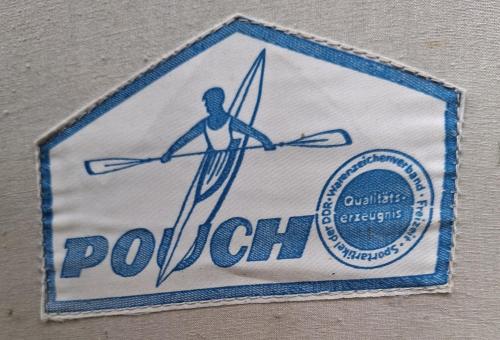 POUCH
Warenzeichenverband · Freizeit · Sportartikel der DDR ·
Qualitäts-
erzeugnis